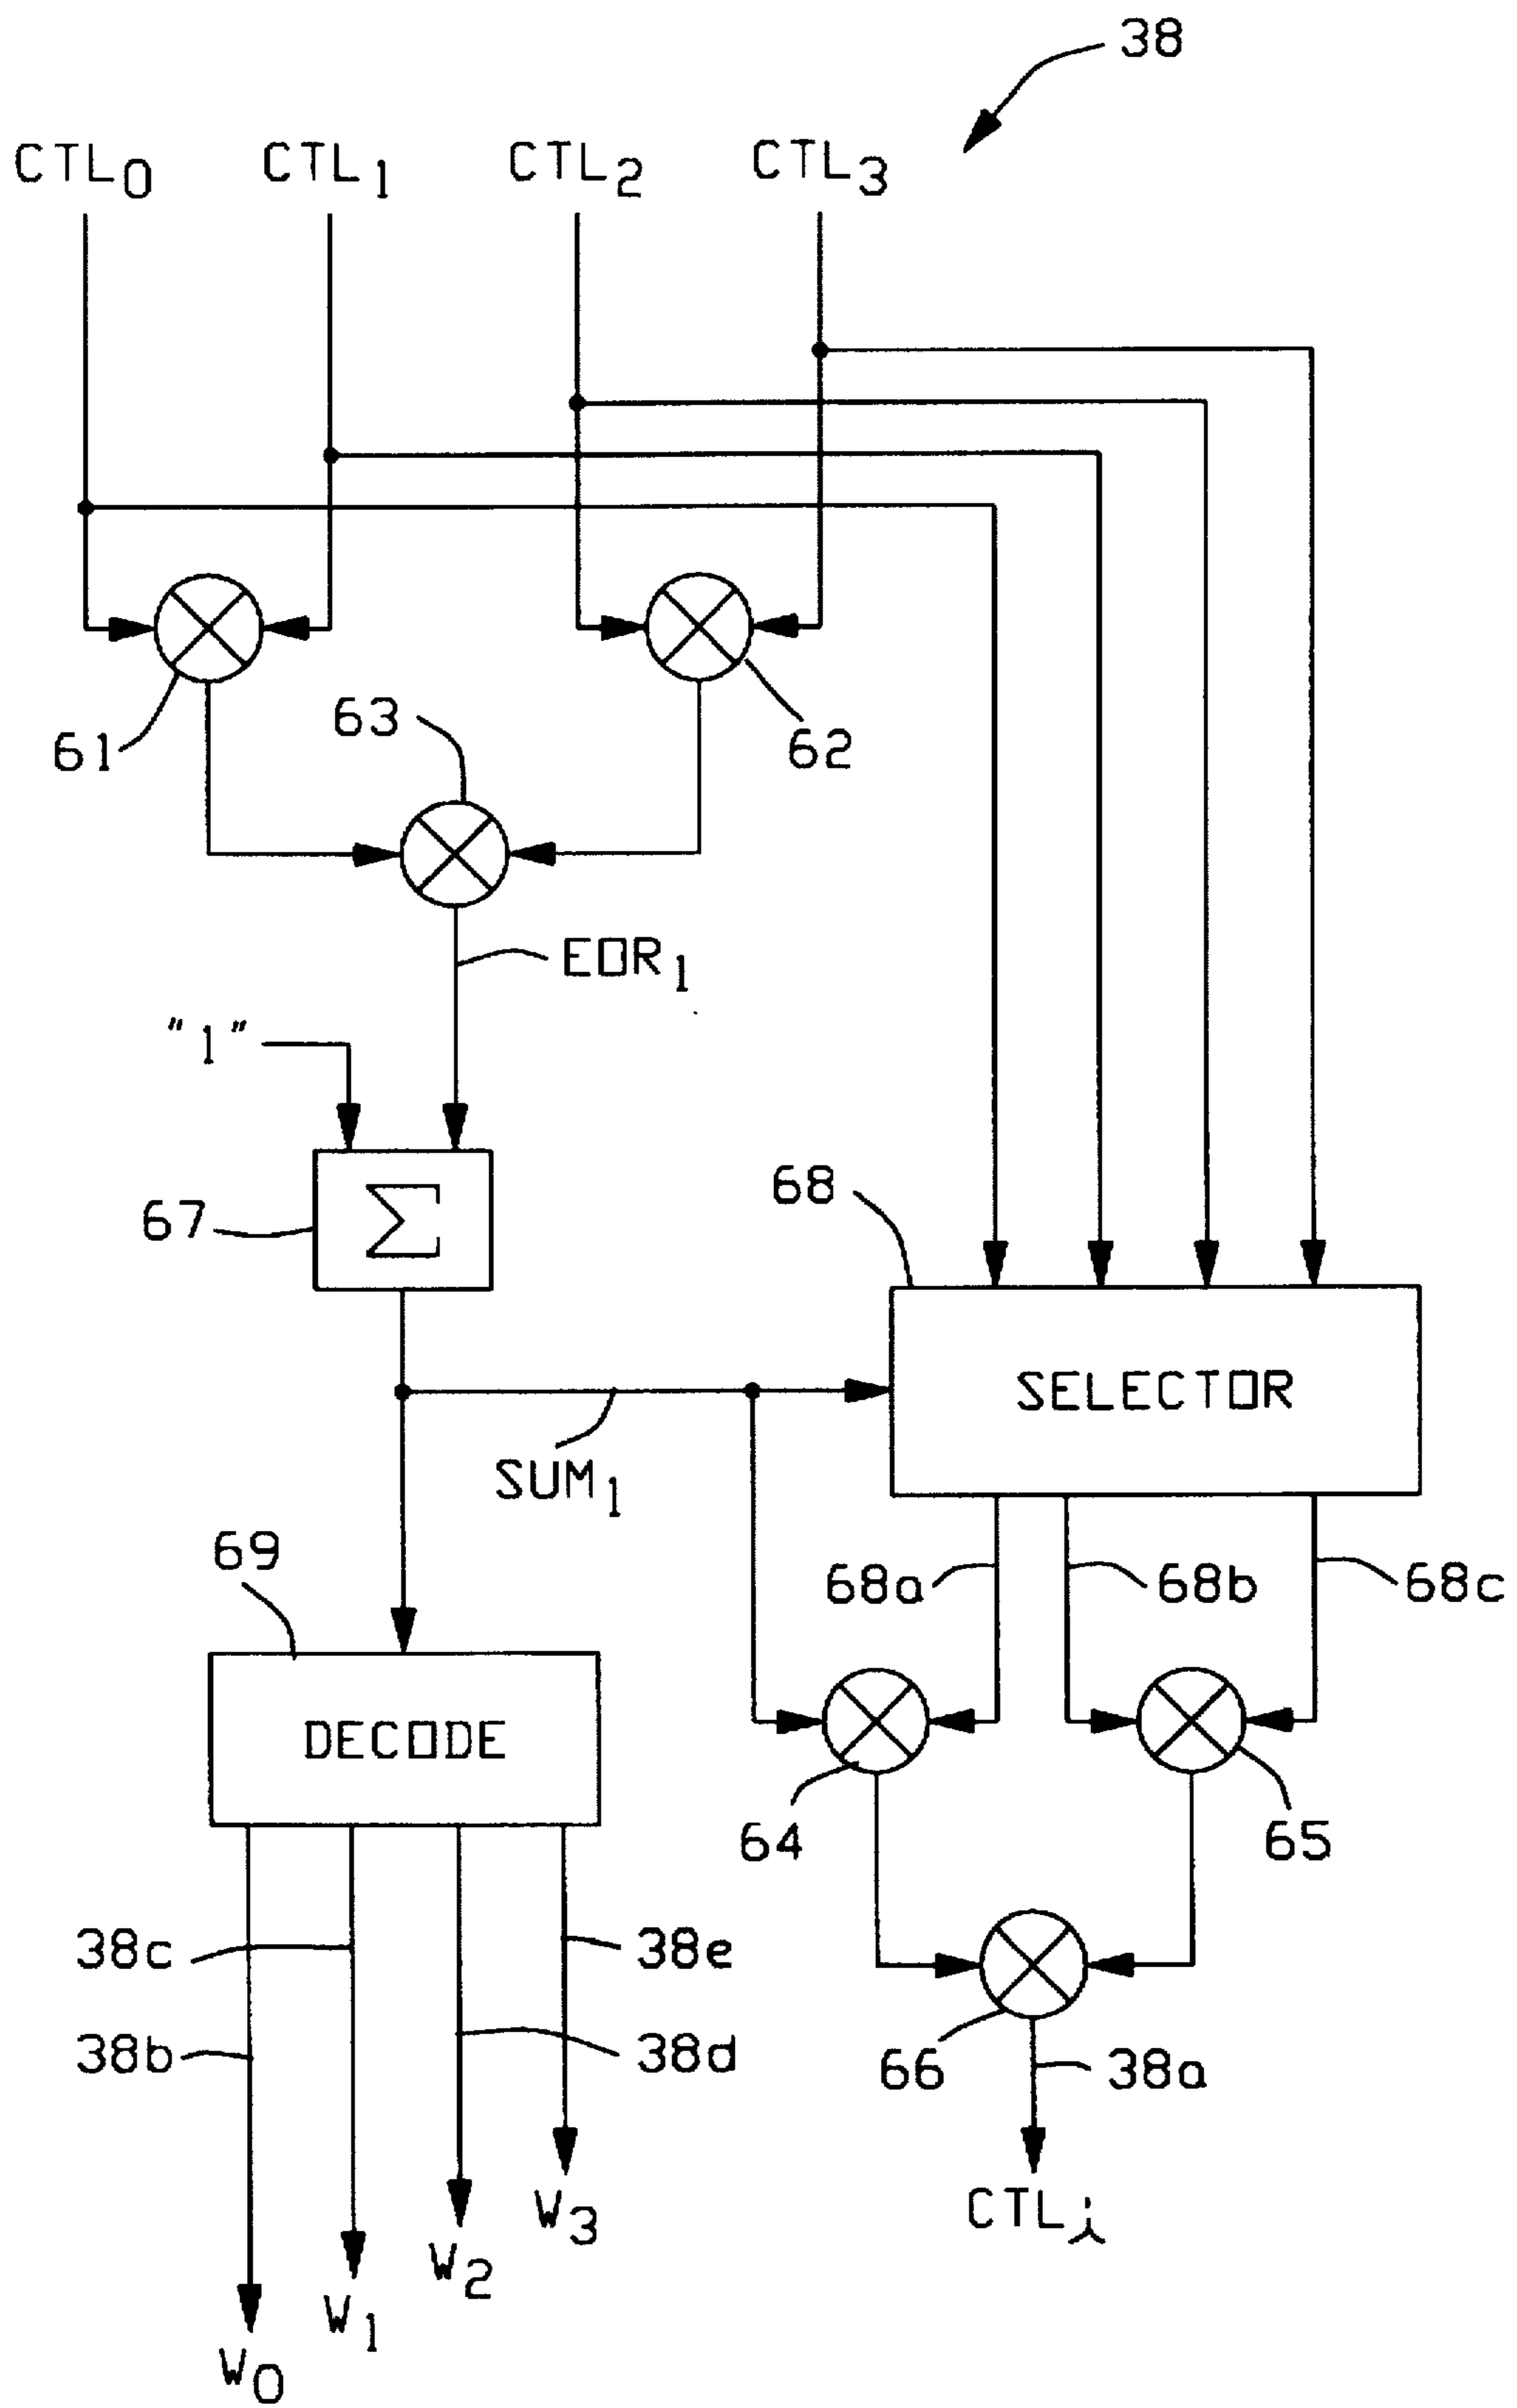 38
CTL0 CTL1 CTL2 CTL3
63
61
62
EOR1
"1"
68
67
Σ
SELECTOR
SUM1
69
68a 68b 68c
DECODE
64
65
38c
38e
38b
38d
66
38a
W3
CTLi
W2
W1
W0